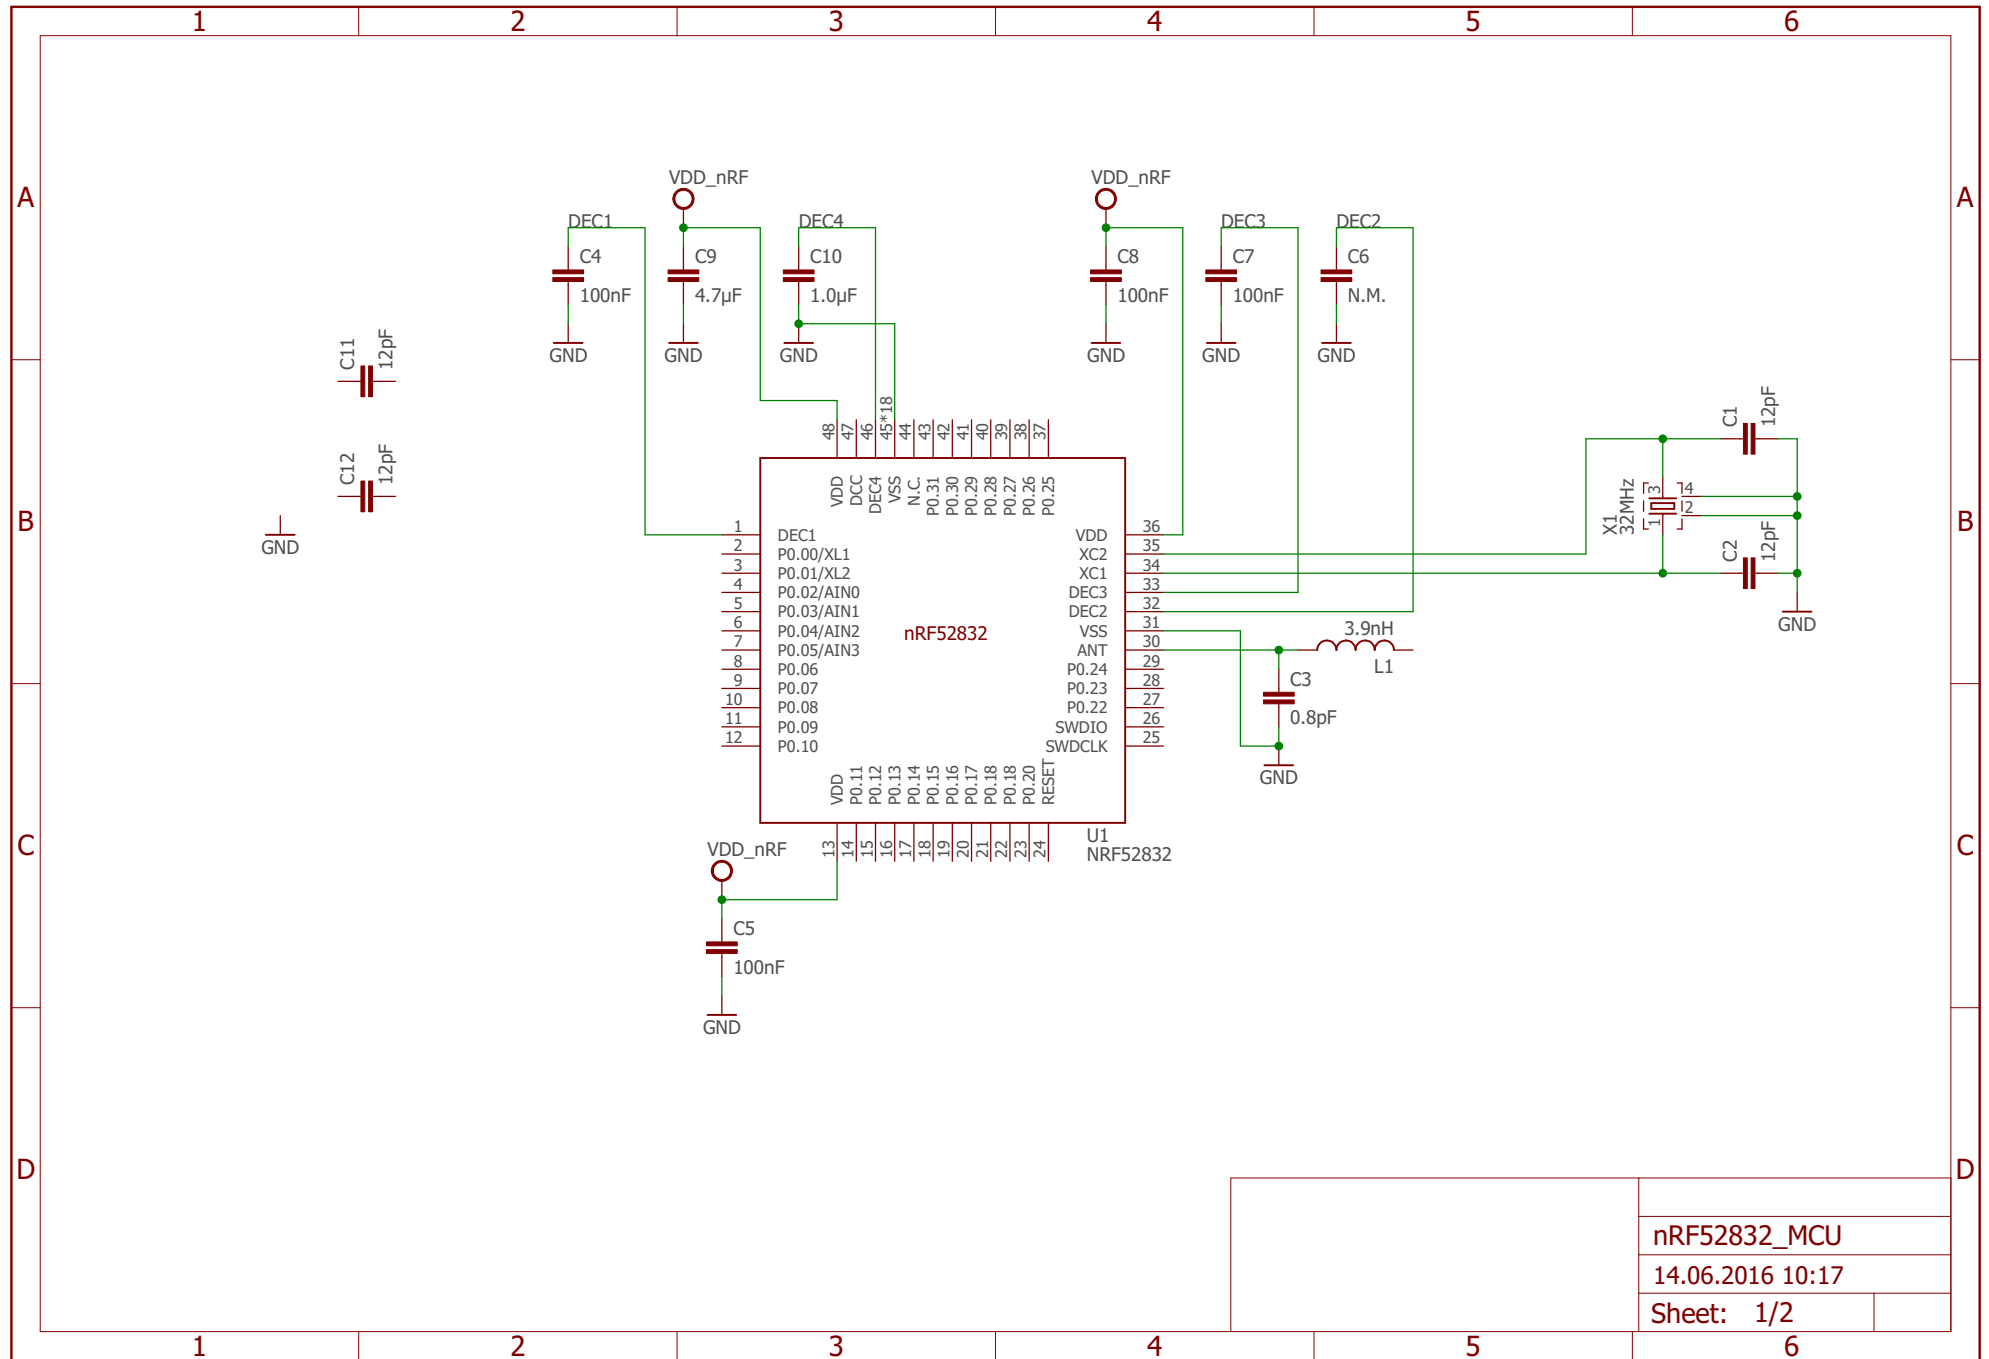 1 2 3 4 5 6
A A
VDD_nRF VDD_nRF
DEC1 DEC4 DEC3 DEC2
C4 C9 C10 C8 C7 C6
100nF 4.7µF 1.0µF 100nF 100nF N.M.
GND GND GND GND GND GND
C11 12pF
C12 12pF
GND
B B
48 47 46 45*18 44 43 42 41 40 39 38 37
VDD DCC DEC4 VSS N.C. P0.31 P0.30 P0.29 P0.28 P0.27 P0.26 P0.25
1 DEC1
2 P0.00/XL1
3 P0.01/XL2
4 P0.02/AIN0
5 P0.03/AIN1
6 P0.04/AIN2
7 P0.05/AIN3
8 P0.06
9 P0.07
10 P0.08
11 P0.09
12 P0.10
nRF52832
VDD 36
XC2 35
XC1 34
DEC3 33
DEC2 32
VSS 31
ANT 30
P0.24 29
P0.23 28
P0.22 27
SWDIO 26
SWDCLK 25
VDD P0.11 P0.12 P0.13 P0.14 P0.15 P0.16 P0.17 P0.18 P0.18 P0.20 RESET
13 14 15 16 17 18 19 20 21 22 23 24
U1
NRF52832
C1 12pF
X1
32MHz
3 4
1 2
C2 12pF
GND
3.9nH
L1
C3
0.8pF
GND
C C
VDD_nRF
C5
100nF
GND
D D
nRF52832_MCU
14.06.2016 10:17
Sheet: 1/2
1 2 3 4 5 6